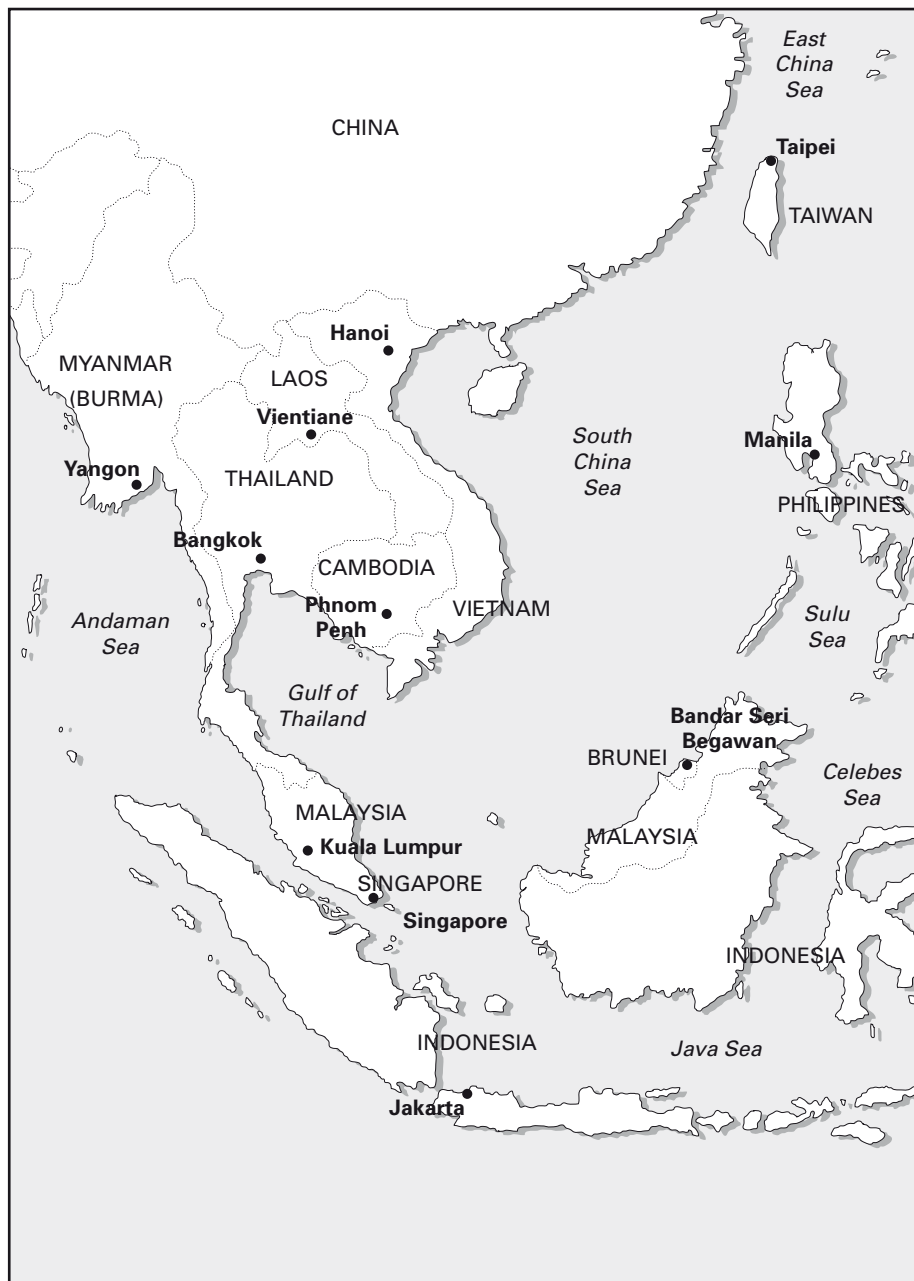 East
China
Sea
CHINA
Taipei
TAIWAN
Hanoi
MYANMAR
(BURMA)
LAOS
Vientiane
South
China
Sea
Manila
Yangon
THAILAND
PHILIPPINES
Bangkok
CAMBODIA
Phnom
Penh
VIETNAM
Andaman
Sea
Sulu
Sea
Gulf of
Thailand
Bandar Seri
Begawan
BRUNEI
Celebes
Sea
MALAYSIA
MALAYSIA
Kuala Lumpur
SINGAPORE
Singapore
INDONESIA
INDONESIA
Java Sea
Jakarta